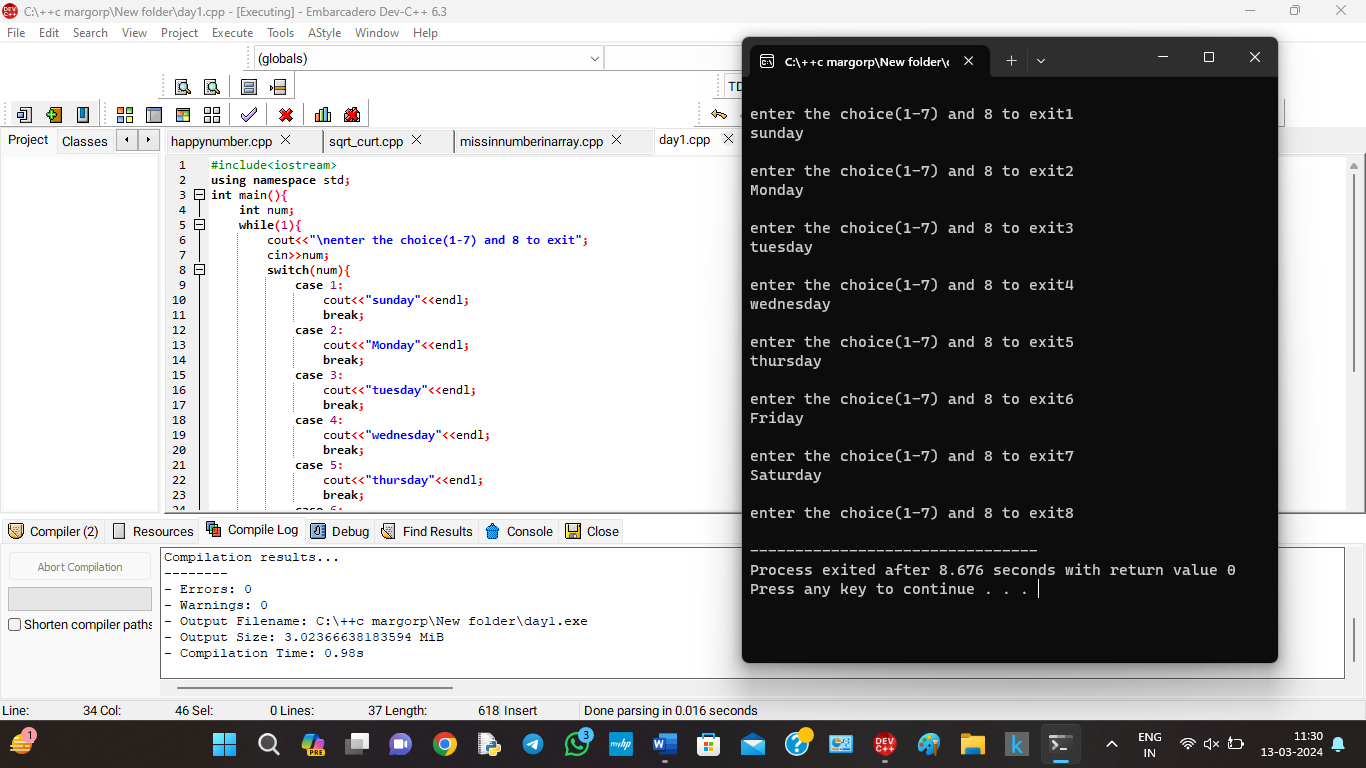 C:\++c margorp\New folder\day1.cpp - [Executing] - Embarcadero Dev-C++ 6.3
File Edit Search View Project Execute Tools AStyle Window Help
(globals)
TD
Project Classes
happynumber.cpp sqrt_curt.cpp missinnumberinarray.cpp day1.cpp
1 #include<iostream>
2 using namespace std;
3 int main(){
4 int num;
5 while(1){
6 cout<<"\nenter the choice(1-7) and 8 to exit";
7 cin>>num;
8 switch(num){
9 case 1:
10 cout<<"sunday"<<endl;
11 break;
12 case 2:
13 cout<<"Monday"<<endl;
14 break;
15 case 3:
16 cout<<"tuesday"<<endl;
17 break;
18 case 4:
19 cout<<"wednesday"<<endl;
20 break;
21 case 5:
22 cout<<"thursday"<<endl;
23 break;
24 case 6:
C:\++c margorp\New folder\
enter the choice(1-7) and 8 to exit1
sunday
enter the choice(1-7) and 8 to exit2
Monday
enter the choice(1-7) and 8 to exit3
tuesday
enter the choice(1-7) and 8 to exit4
wednesday
enter the choice(1-7) and 8 to exit5
thursday
enter the choice(1-7) and 8 to exit6
Friday
enter the choice(1-7) and 8 to exit7
Saturday
enter the choice(1-7) and 8 to exit8
--------------------------------
Process exited after 8.676 seconds with return value 0
Press any key to continue . . .
Compiler (2) Resources Compile Log Debug Find Results Console Close
Abort Compilation
Shorten compiler paths
Compilation results...
--------
- Errors: 0
- Warnings: 0
- Output Filename: C:\++c margorp\New folder\day1.exe
- Output Size: 3.02366638183594 MiB
- Compilation Time: 0.98s
Line: 34 Col: 46 Sel: 0 Lines: 37 Length: 618 Insert Done parsing in 0.016 seconds
1
PRE
3
myhp
W
DEV C++
k
ENG
IN
11:30
13-03-2024